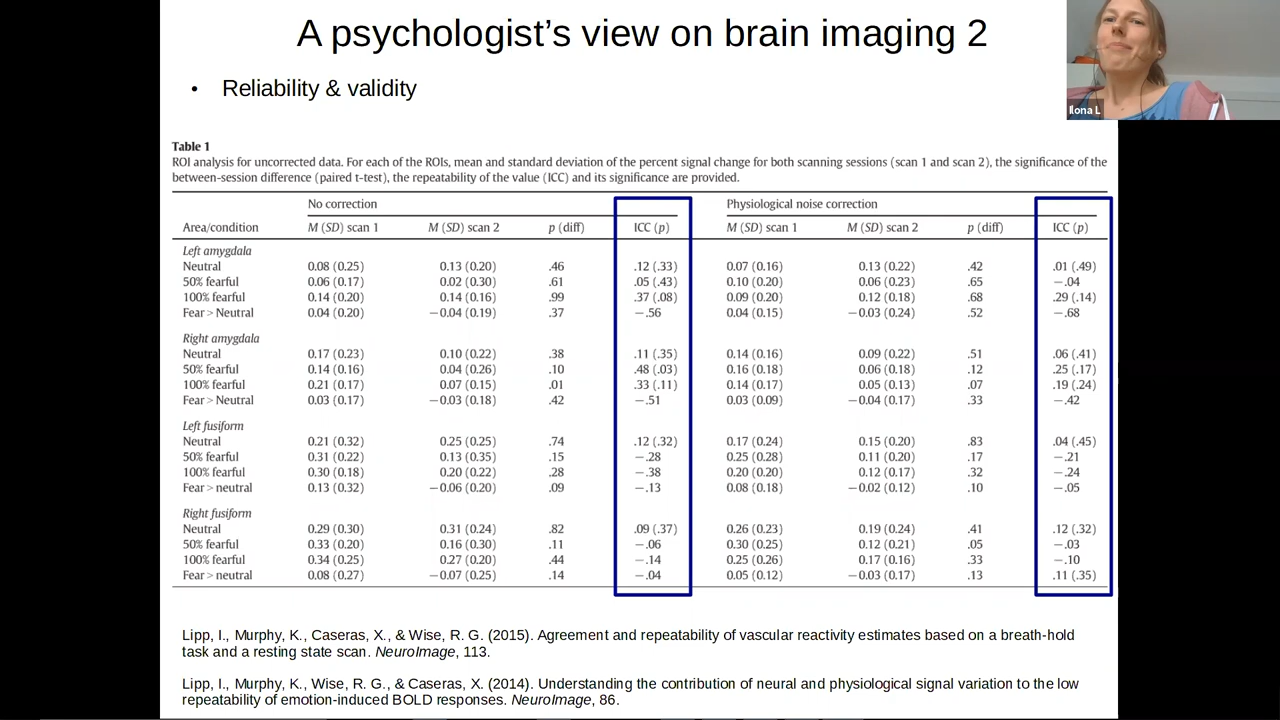 A psychologist's view on brain imaging 2
• Reliability & validity
Ilona L
Table 1
ROI analysis for uncorrected data. For each of the ROIs, mean and standard deviation of the percent signal change for both scanning sessions (scan 1 and scan 2), the significance of the
between-session difference (paired t-test), the repeatability of the value (ICC) and its significance are provided.
No correction Physiological noise correction
Area/condition M (SD) scan 1 M (SD) scan 2 p (diff) ICC (p) M (SD) scan 1 M (SD) scan 2 p (diff) ICC (p)
Left amygdala
Neutral 0.08 (0.25) 0.13 (0.20) .46 .12 (.33) 0.07 (0.16) 0.13 (0.22) .42 .01 (.49)
50% fearful 0.06 (0.17) 0.02 (0.30) .61 .05 (.43) 0.10 (0.20) 0.06 (0.23) .65 −.04
100% fearful 0.14 (0.20) 0.14 (0.16) .99 .37 (.08) 0.09 (0.20) 0.12 (0.18) .68 .29 (.14)
Fear > Neutral 0.04 (0.20) −0.04 (0.19) .37 −.56 0.04 (0.15) −0.03 (0.24) .52 −.68
Right amygdala
Neutral 0.17 (0.23) 0.10 (0.22) .38 .11 (.35) 0.14 (0.16) 0.09 (0.22) .51 .06 (.41)
50% fearful 0.14 (0.16) 0.04 (0.26) .10 .48 (.03) 0.16 (0.18) 0.06 (0.18) .12 .25 (.17)
100% fearful 0.21 (0.17) 0.07 (0.15) .01 .33 (.11) 0.14 (0.17) 0.05 (0.13) .07 .19 (.24)
Fear > Neutral 0.03 (0.17) −0.03 (0.18) .42 −.51 0.03 (0.09) −0.04 (0.17) .33 −.42
Left fusiform
Neutral 0.21 (0.32) 0.25 (0.25) .74 .12 (.32) 0.17 (0.24) 0.15 (0.20) .83 .04 (.45)
50% fearful 0.31 (0.22) 0.13 (0.35) .15 −.28 0.25 (0.28) 0.11 (0.20) .17 −.21
100% fearful 0.30 (0.18) 0.20 (0.22) .28 −.38 0.20 (0.20) 0.12 (0.17) .32 −.24
Fear > neutral 0.13 (0.32) −0.06 (0.20) .09 −.13 0.08 (0.18) −0.02 (0.12) .10 −.05
Right fusiform
Neutral 0.29 (0.30) 0.31 (0.24) .82 .09 (.37) 0.26 (0.23) 0.19 (0.24) .41 .12 (.32)
50% fearful 0.33 (0.20) 0.16 (0.30) .11 −.06 0.30 (0.25) 0.12 (0.21) .05 −.03
100% fearful 0.34 (0.25) 0.27 (0.20) .44 −.14 0.25 (0.26) 0.17 (0.16) .33 −.10
Fear > neutral 0.08 (0.27) −0.07 (0.25) .14 −.04 0.05 (0.12) −0.03 (0.17) .13 .11 (.35)
Lipp, I., Murphy, K., Caseras, X., & Wise, R. G. (2015). Agreement and repeatability of vascular reactivity estimates based on a breath-hold
task and a resting state scan. NeuroImage, 113.
Lipp, I., Murphy, K., Wise, R. G., & Caseras, X. (2014). Understanding the contribution of neural and physiological signal variation to the low
repeatability of emotion-induced BOLD responses. NeuroImage, 86.